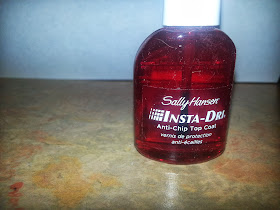 Sally Hansen
INSTA-DRI.
Anti-Chip Top Coat
vernis de protection
anti-écailles